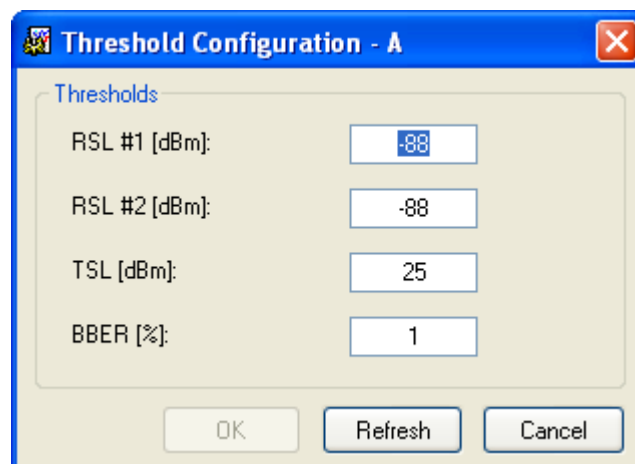 Threshold Configuration - A
Thresholds
RSL #1 [dBm]: -88
RSL #2 [dBm]: -88
TSL [dBm]: 25
BBER [%]: 1
OK Refresh Cancel